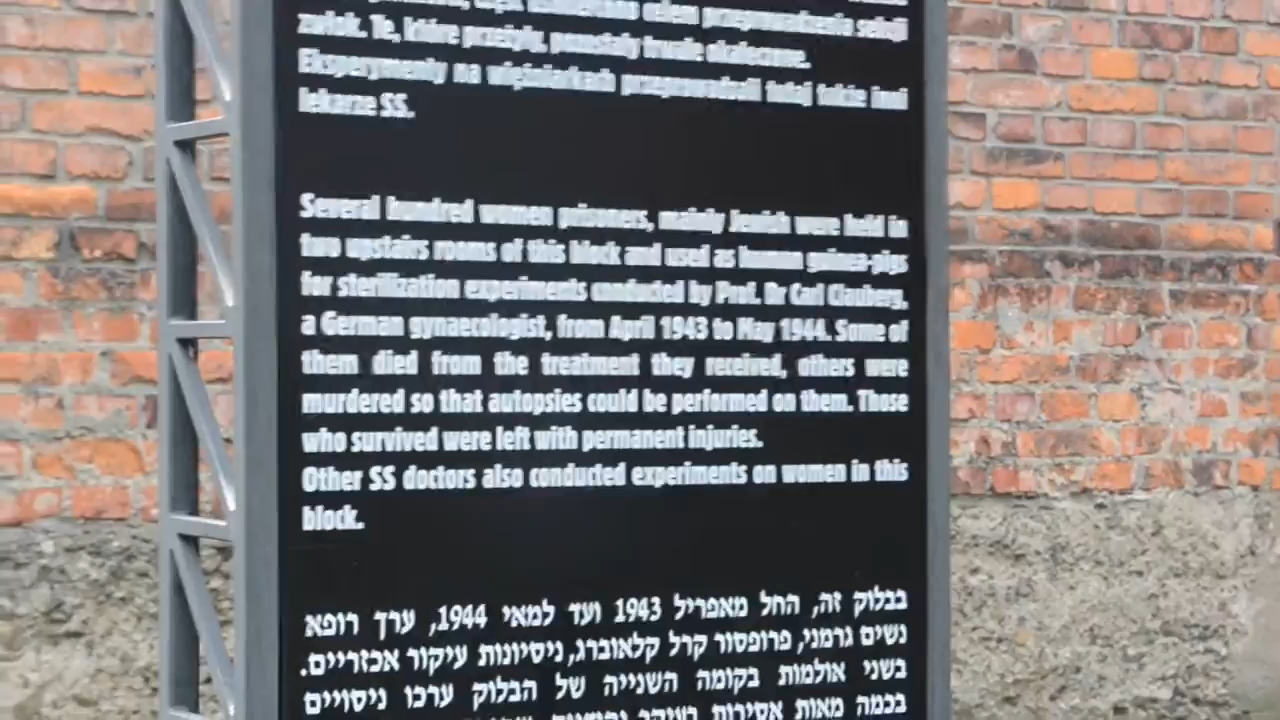 celem przeprowadzenia sekcji
zwłok. Te, które przeżyły, pozostały trwale okaleczone.
Eksperymenty na więźniarkach przeprowadzali tutaj także inni
lekarze SS.
Several hundred women prisoners, mainly Jewish were held in
two upstairs rooms of this block and used as human guinea-pigs
for sterilization experiments conducted by Prof. Dr Carl Clauberg,
a German gynaecologist, from April 1943 to May 1944. Some of
them died from the treatment they received, others were
murdered so that autopsies could be performed on them. Those
who survived were left with permanent injuries.
Other SS doctors also conducted experiments on women in this
block.
בבלוק זה, החל מאפריל 1943 ועד למאי 1944, ערך רופא
נשים גרמני, פרופסור קרל קלאוברג, ניסיונות עיקור אכזריים.
בשני אולמות בקומה השנייה של הבלוק ערכו ניסויים
בכמה מאות אסירות